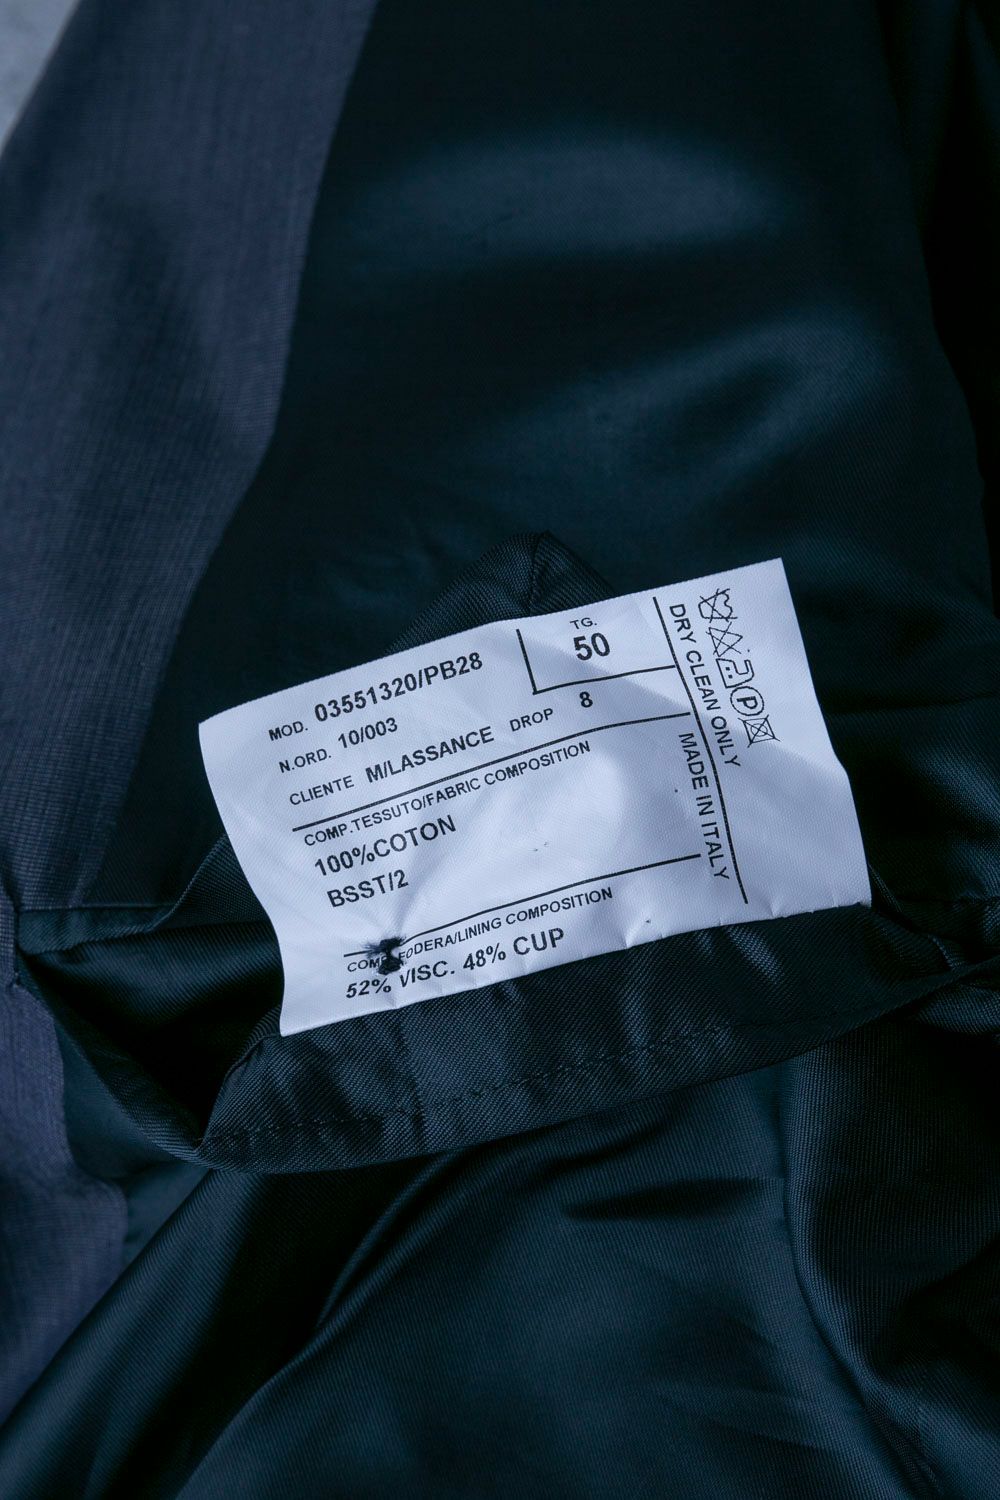 TG.
50
MOD. 03551320/PB28
N.ORD. 10/003
CLIENTE M/LASSANCE DROP 8
COMP.TESSUTO/FABRIC COMPOSITION
100%COTON
BSST/2
FODERA/LINING COMPOSITION
52% VISC. 48% CUP
DRY CLEAN ONLY
MADE IN ITALY
P